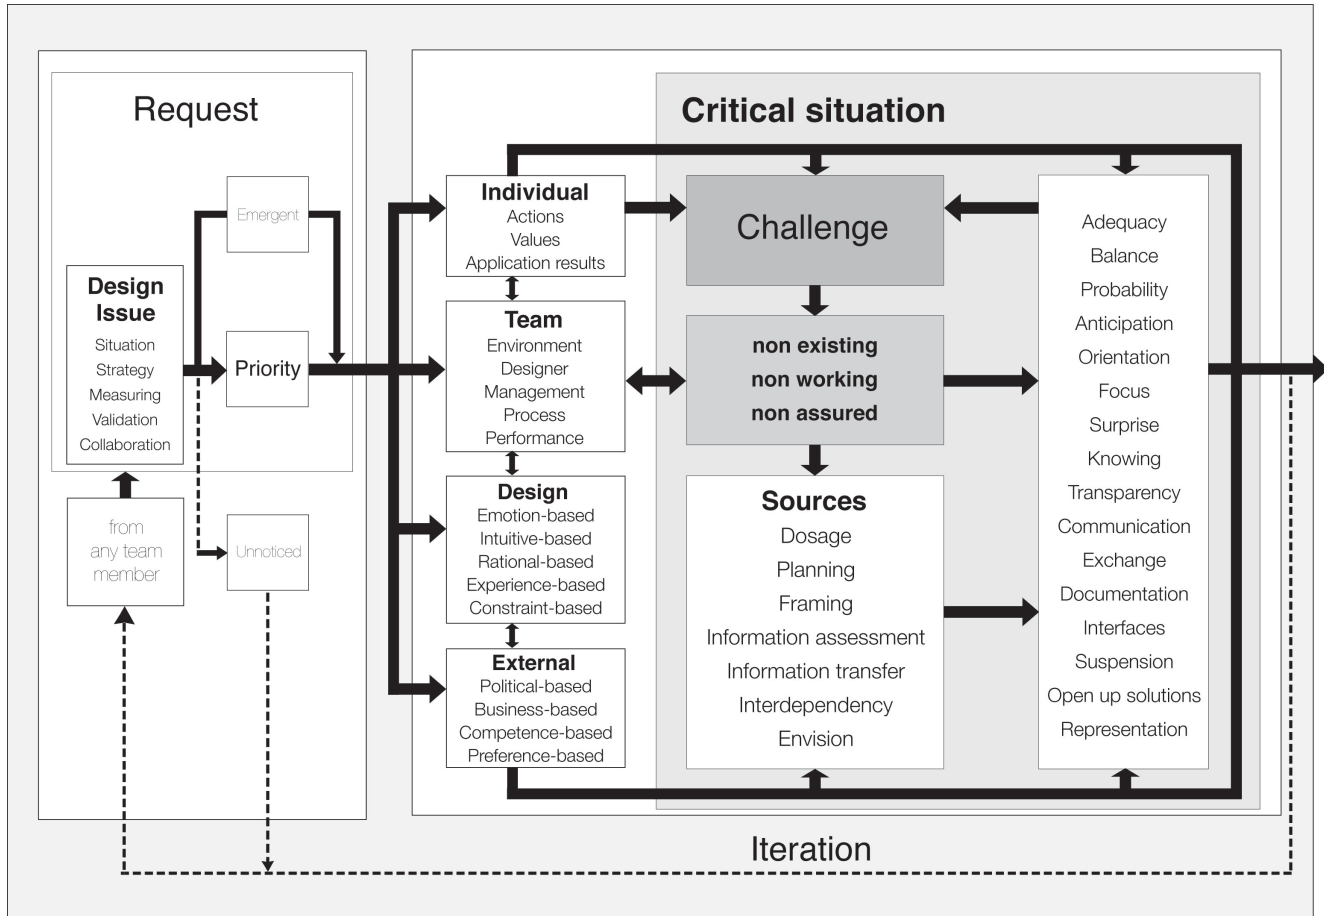 Request
Emergent
Design
Issue
Situation
Strategy
Measuring
Validation
Collaboration
Priority
from
any team
member
Unnoticed
Individual
Actions
Values
Application results
Team
Environment
Designer
Management
Process
Performance
Design
Emotion-based
Intuitive-based
Rational-based
Experience-based
Constraint-based
External
Political-based
Business-based
Competence-based
Preference-based
Critical situation
Challenge
non existing
non working
non assured
Sources
Dosage
Planning
Framing
Information assessment
Information transfer
Interdependency
Envision
Adequacy
Balance
Probability
Anticipation
Orientation
Focus
Surprise
Knowing
Transparency
Communication
Exchange
Documentation
Interfaces
Suspension
Open up solutions
Representation
Iteration